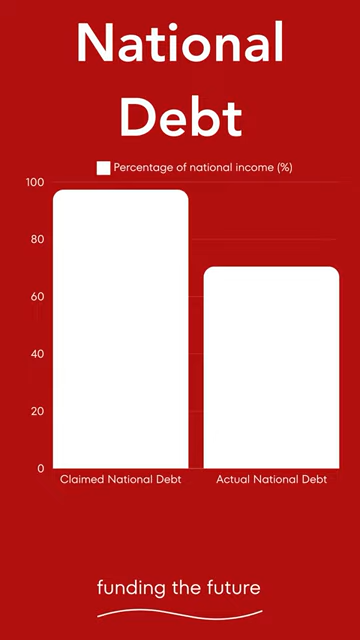 National
Debt
Percentage of national income (%)
100
80
60
40
20
0
Claimed National Debt
Actual National Debt
funding the future